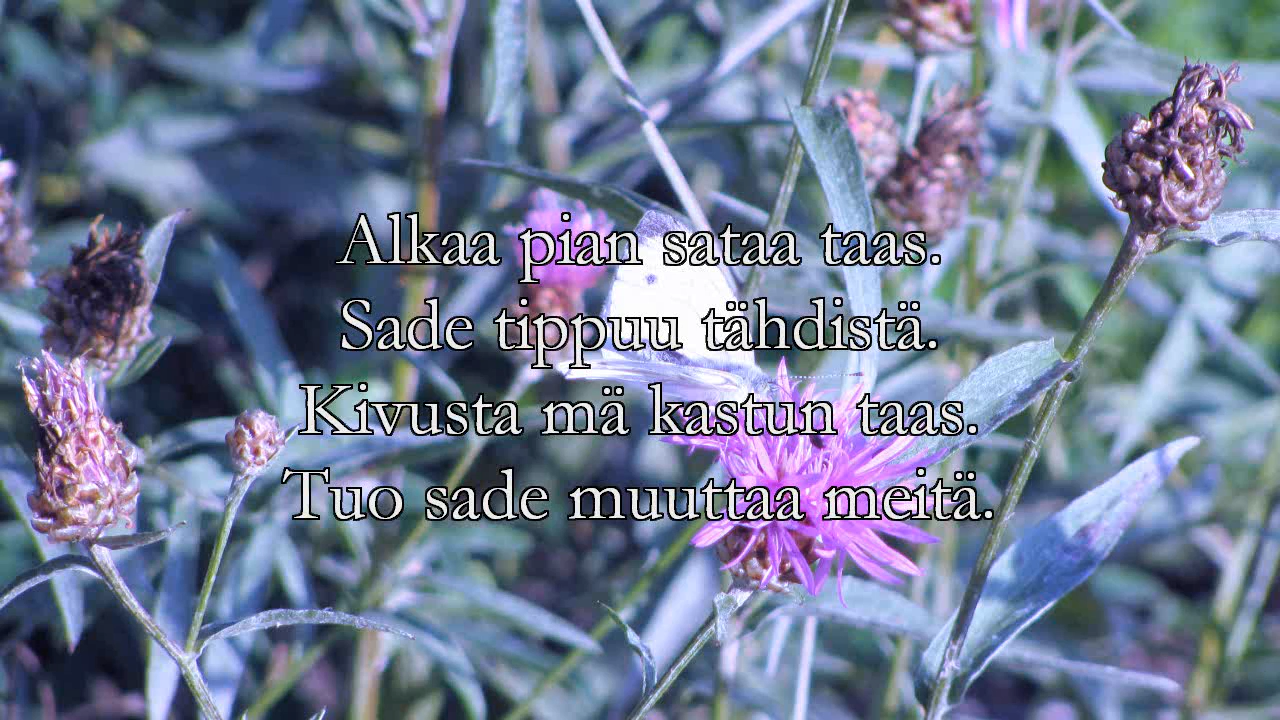 Alkaa pian sataa taas.
Sade tippuu tähdistä.
Kivusta mä kastun taas.
Tuo sade muuttaa meitä.